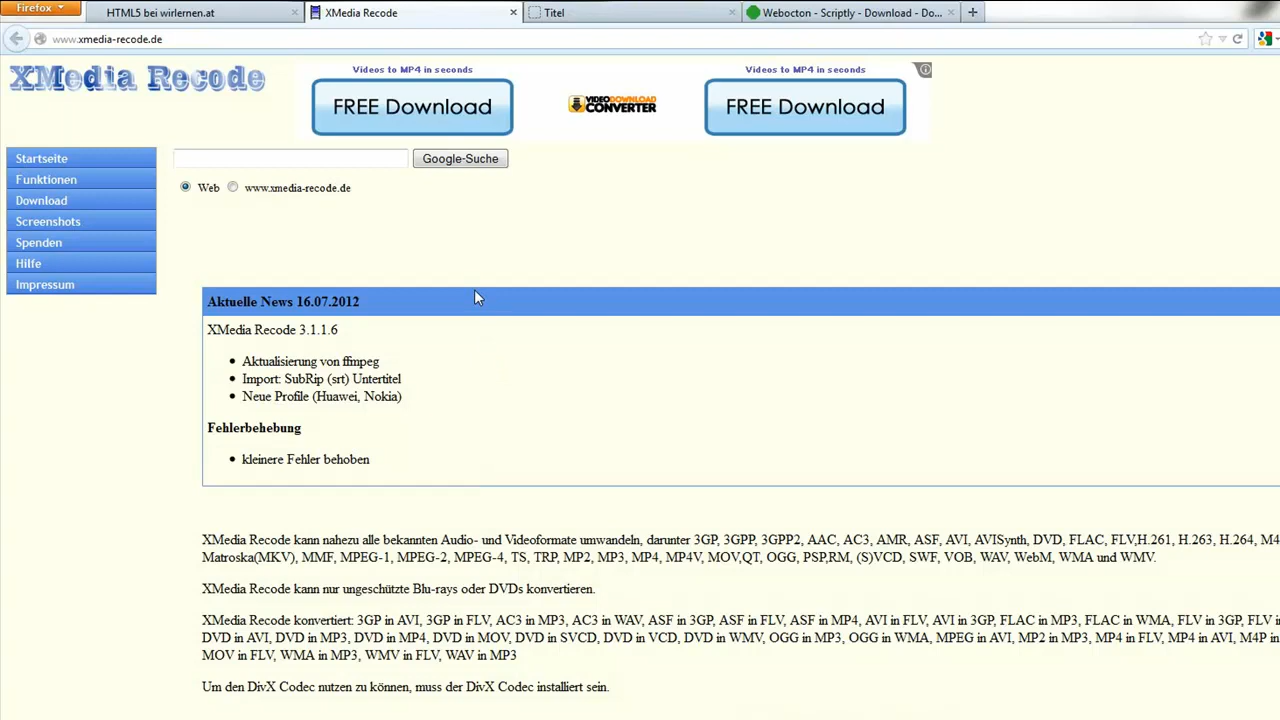 Firefox
HTML5 bei wirlernen.at
XMedia Recode
Titel
Webocton - Scriptly - Download - Do...
www.xmedia-recode.de
XMedia Recode
Videos to MP4 in seconds
FREE Download
VIDEODOWNLOAD
CONVERTER
Videos to MP4 in seconds
FREE Download
Startseite
Funktionen
Download
Screenshots
Spenden
Hilfe
Impressum
Google-Suche
Web www.xmedia-recode.de
Aktuelle News 16.07.2012
XMedia Recode 3.1.1.6
• Aktualisierung von ffmpeg
• Import: SubRip (srt) Untertitel
• Neue Profile (Huawei, Nokia)
Fehlerbehebung
• kleinere Fehler behoben
XMedia Recode kann nahezu alle bekannten Audio- und Videoformate umwandeln, darunter 3GP, 3GPP, 3GPP2, AAC, AC3, AMR, ASF, AVI, AVISynth, DVD, FLAC, FLV,H.261, H.263, H.264, M4
Matroska(MKV), MMF, MPEG-1, MPEG-2, MPEG-4, TS, TRP, MP2, MP3, MP4, MP4V, MOV,QT, OGG, PSP,RM, (S)VCD, SWF, VOB, WAV, WebM, WMA und WMV.
XMedia Recode kann nur ungeschützte Blu-rays oder DVDs konvertieren.
XMedia Recode konvertiert: 3GP in AVI, 3GP in FLV, AC3 in MP3, AC3 in WAV, ASF in 3GP, ASF in FLV, ASF in MP4, AVI in FLV, AVI in 3GP, FLAC in MP3, FLAC in WMA, FLV in 3GP, FLV in
DVD in AVI, DVD in MP3, DVD in MP4, DVD in MOV, DVD in SVCD, DVD in VCD, DVD in WMV, OGG in MP3, OGG in WMA, MPEG in AVI, MP2 in MP3, MP4 in FLV, MP4 in AVI, M4P in
MOV in FLV, WMA in MP3, WMV in FLV, WAV in MP3
Um den DivX Codec nutzen zu können, muss der DivX Codec installiert sein.